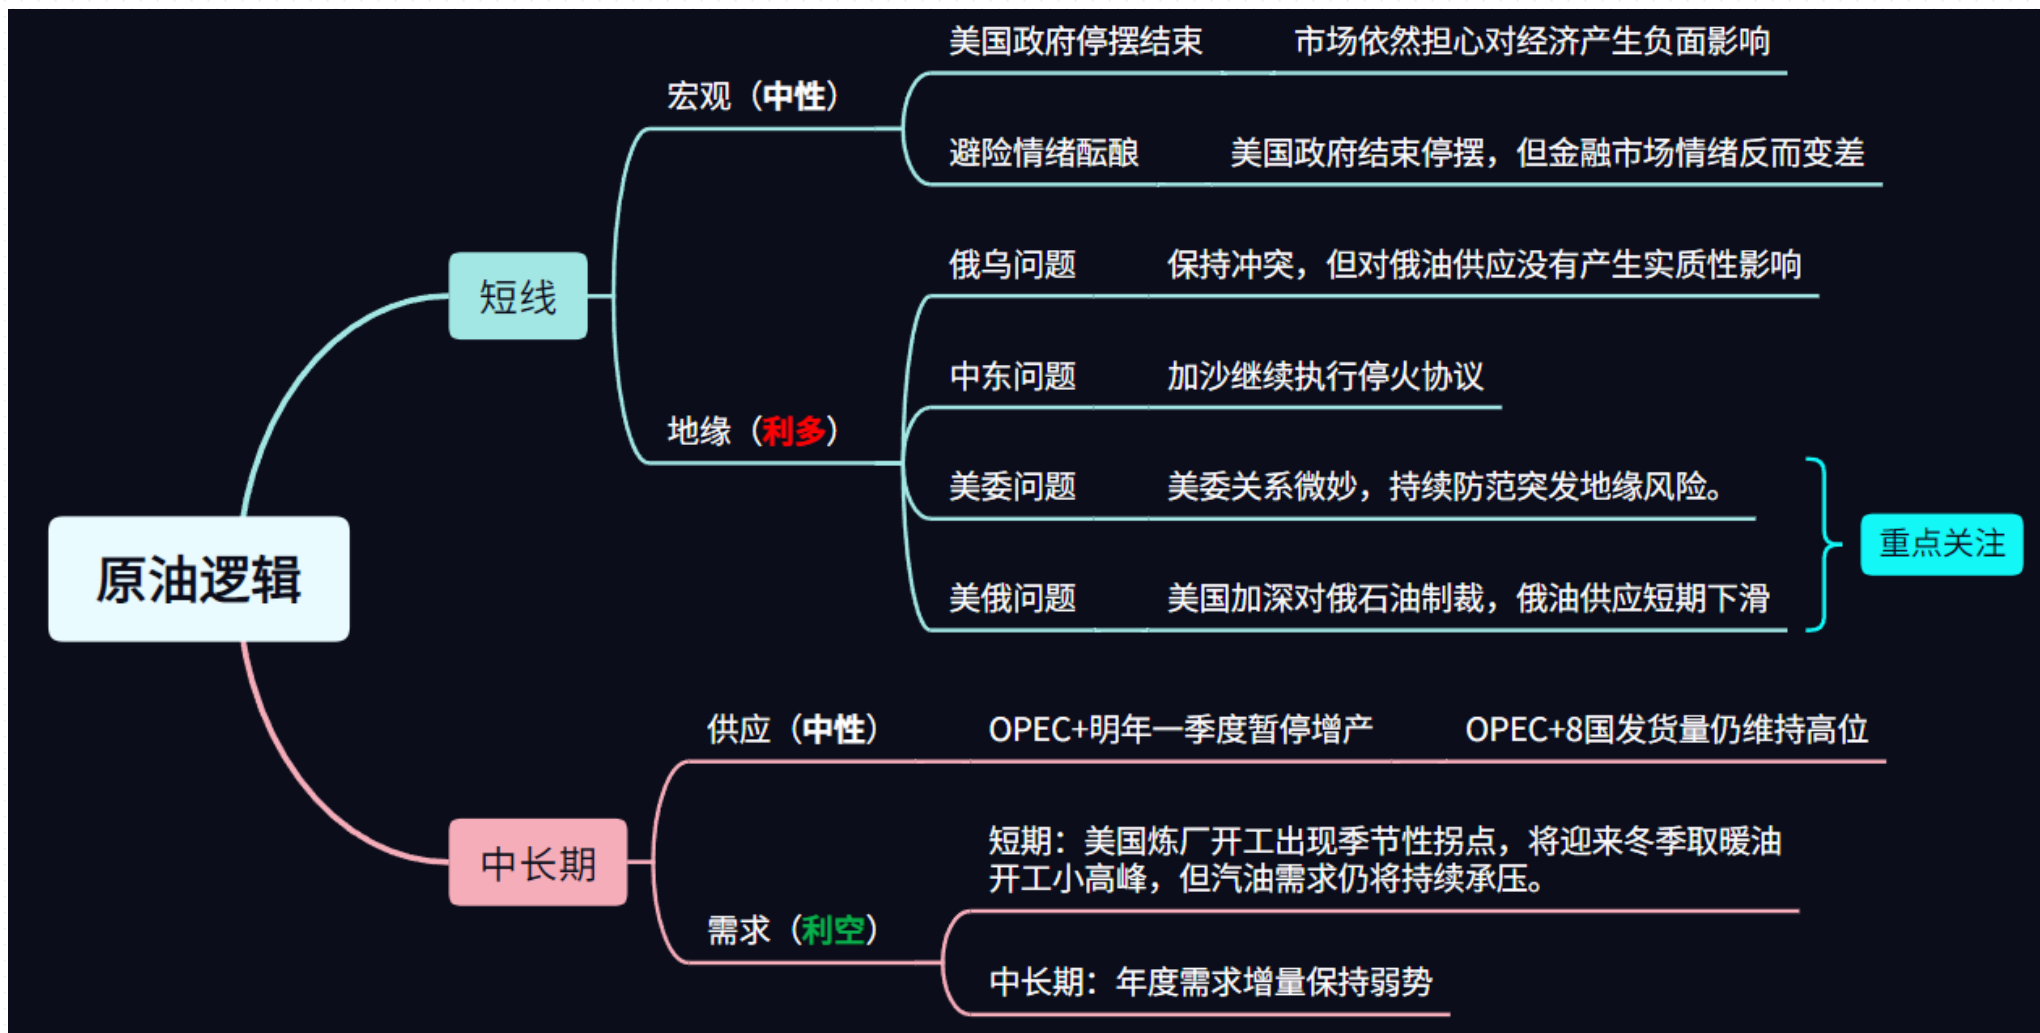 美国政府停摆结束
市场依然担心对经济产生负面影响
宏观（中性）
避险情绪酝酿
美国政府结束停摆，但金融市场情绪反而变差
短线
俄乌问题
保持冲突，但对俄油供应没有产生实质性影响
中东问题
加沙继续执行停火协议
地缘（利多）
美委问题
美委关系微妙，持续防范突发地缘风险。
美俄问题
美国加深对俄石油制裁，俄油供应短期下滑
重点关注
原油逻辑
供应（中性）
OPEC+明年一季度暂停增产
OPEC+8国发货量仍维持高位
中长期
需求（利空）
短期：美国炼厂开工出现季节性拐点，将迎来冬季取暖油
开工小高峰，但汽油需求仍将持续承压。
中长期：年度需求增量保持弱势